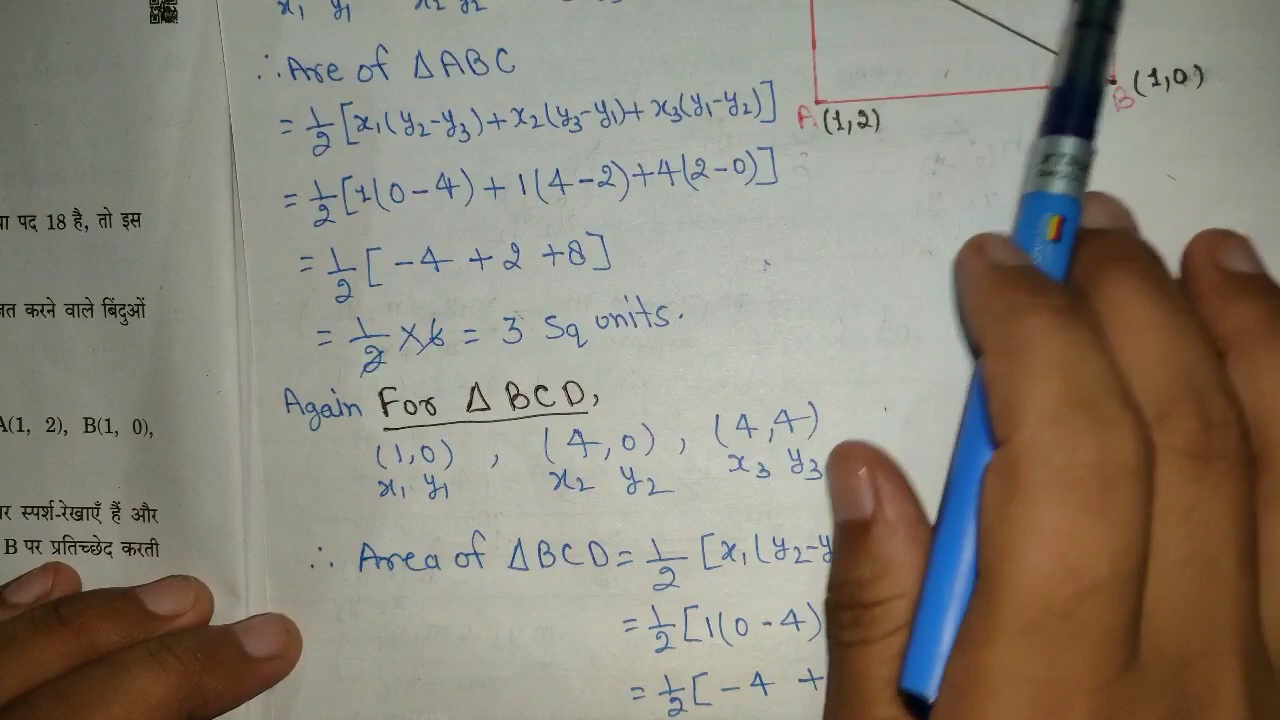 x₁ y₁ x₂ y₂
∴ Are of ΔABC
= 1/2 [x₁(y₂-y₃)+x₂(y₃-y₁)+x₃(y₁-y₂)]
= 1/2 [1(0-4)+1(4-2)+4(2-0)]
= 1/2 [-4 +2 +8]
= 1/2 x 6 = 3 Sq units.
Again For Δ BCD,
(1,0) , (4,0) , (4,4)
x₁ y₁ x₂ y₂ x₃ y₃
∴ Area of ΔBCD = 1/2 [x₁(y₂-y
= 1/2 [1(0-4)
= 1/2 [-4 +
A (1,2)
B (1,0)
पद 18 है, तो इस
करने वाले बिंदुओं
A(1, 2), B(1, 0),
स्पर्श-रेखाएँ हैं और
B पर प्रतिच्छेद करती